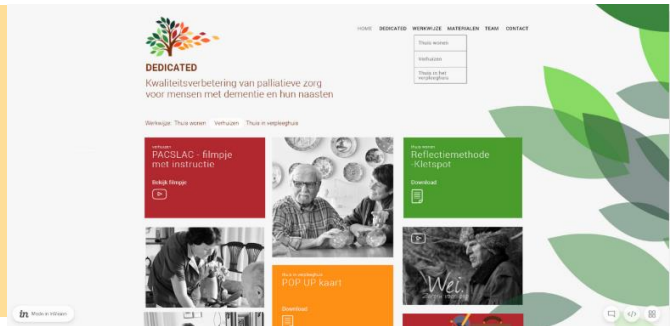 HOME DEDICATED WERKWIJZE MATERIALEN TEAM CONTACT
Thuis wonen
Verhuizen
Thuis in het
verpleeghuis
DEDICATED
Kwaliteitsverbetering van palliatieve zorg
voor mensen met dementie en hun naasten
Werkwijze Thuis wonen Verhuizen Thuis in verpleeghuis
verhuizen
PACSLAC - filmpje
met instructie
Bekijk filmpje
thuis wonen
Reflectiemethode
-Kletspot
Download
thuis in verpleeghuis
POP UP kaart
Download
Wei.
in Made in InVision